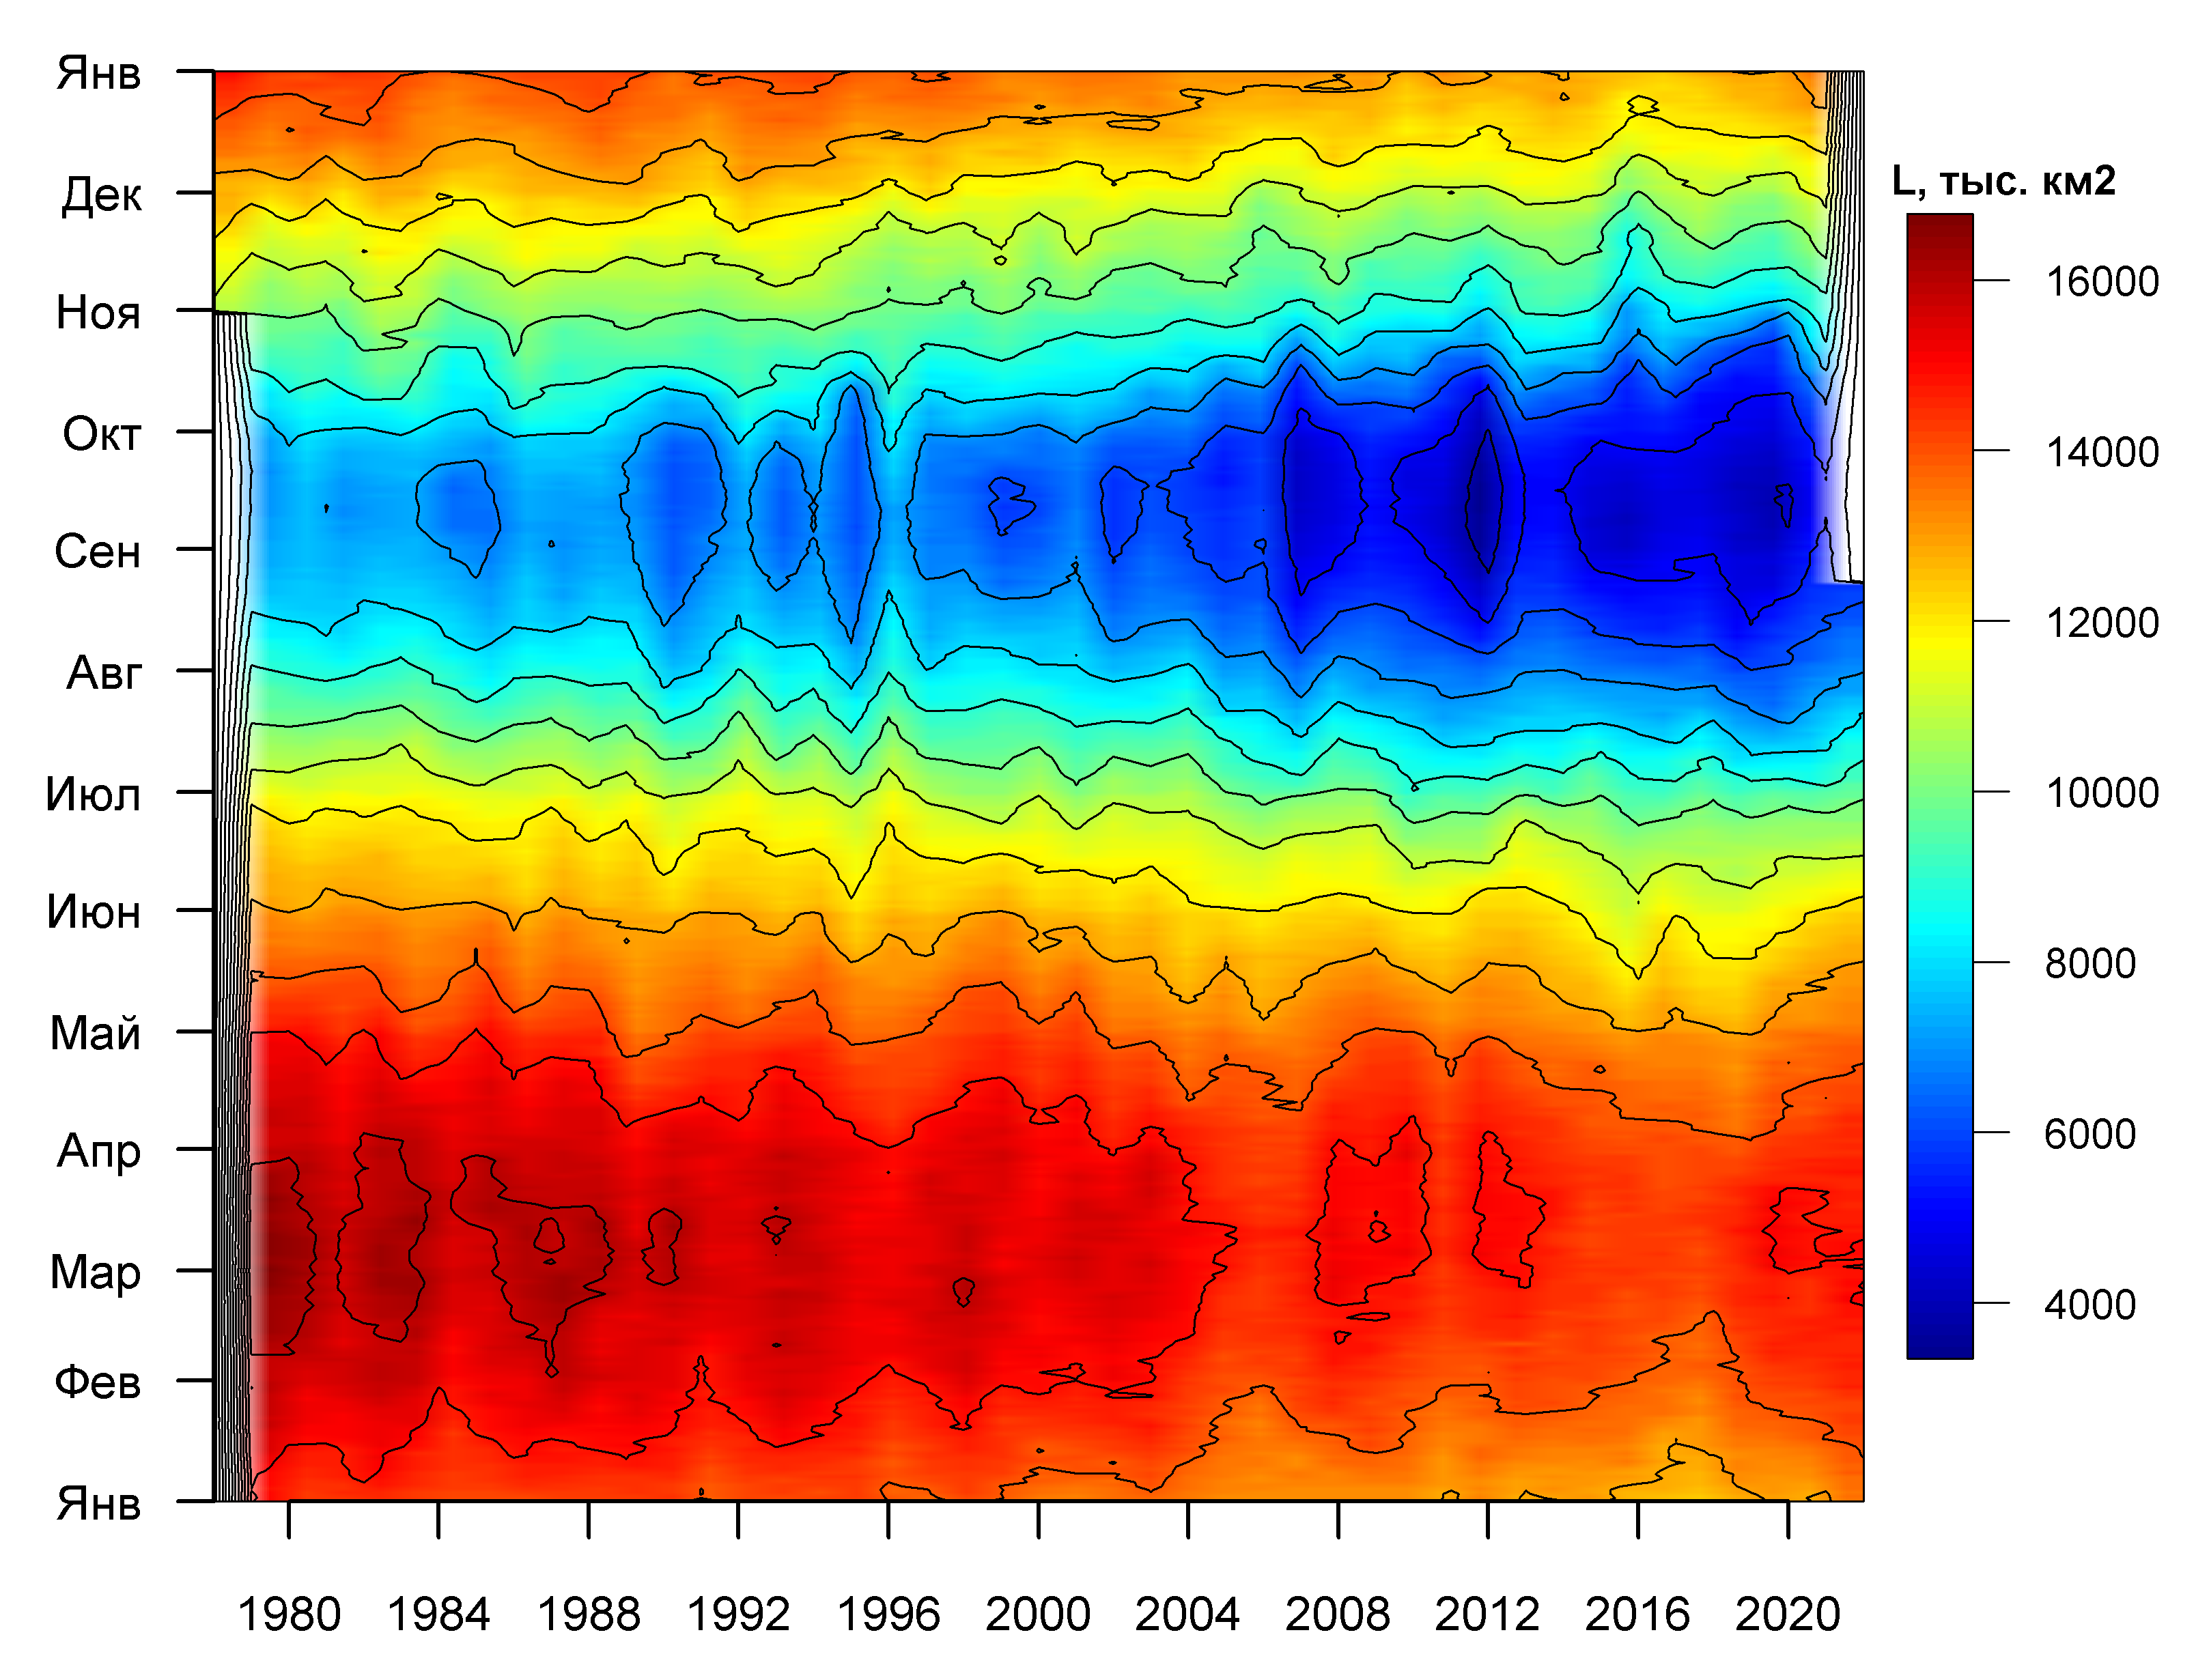 Янв
Дек
Ноя
Окт
Сен
Авг
Июл
Июн
Май
Апр
Мар
Фев
Янв
1980 1984 1988 1992 1996 2000 2004 2008 2012 2016 2020
L, тыс. км2
16000
14000
12000
10000
8000
6000
4000